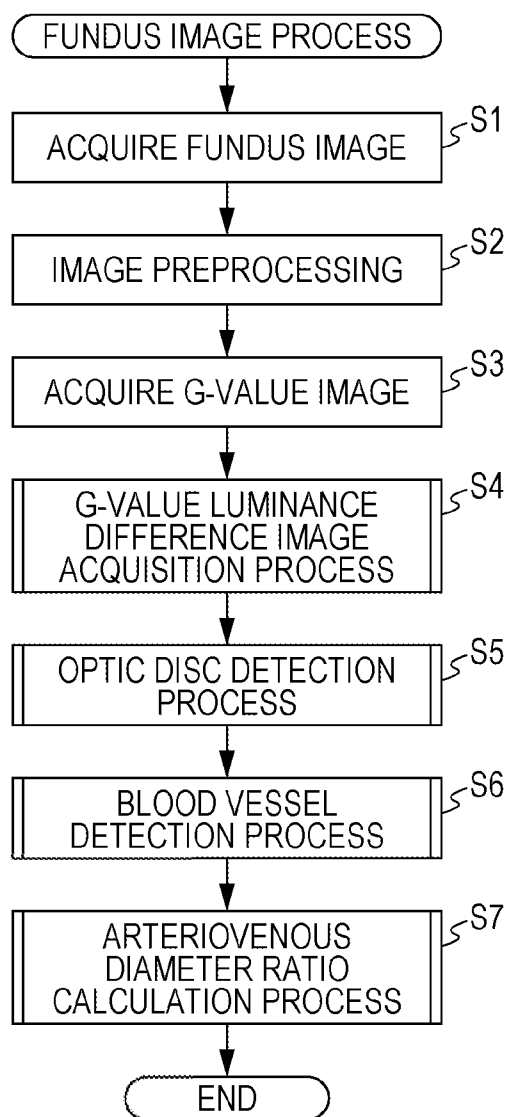 FUNDUS IMAGE PROCESS
S1
ACQUIRE FUNDUS IMAGE
S2
IMAGE PREPROCESSING
S3
ACQUIRE G-VALUE IMAGE
S4
G-VALUE LUMINANCE
DIFFERENCE IMAGE
ACQUISITION PROCESS
S5
OPTIC DISC DETECTION
PROCESS
S6
BLOOD VESSEL
DETECTION PROCESS
S7
ARTERIOVENOUS
DIAMETER RATIO
CALCULATION PROCESS
END